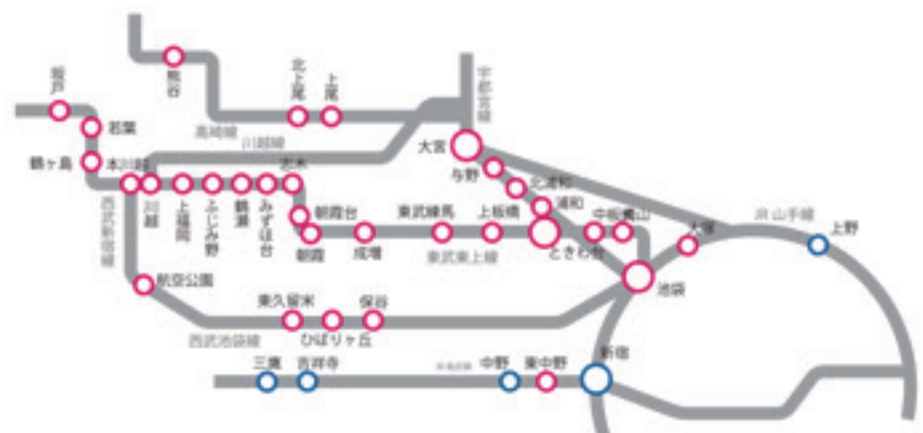 坂戸
若葉
鶴ヶ島
本川越
川越
上福岡
ふじみ野
鶴瀬
みずほ台
志木
朝霞台
朝霞
成増
東武練馬
上板橋
ときわ台
中板橋
大山
東武東上線
熊谷
北上尾
上尾
高崎線
川越線
宇都宮線
大宮
与野
北浦和
浦和
大塚
JR 山手線
上野
池袋
西武新宿線
航空公園
東久留米
ひばりヶ丘
保谷
西武池袋線
三鷹
吉祥寺
中野
東中野
新宿